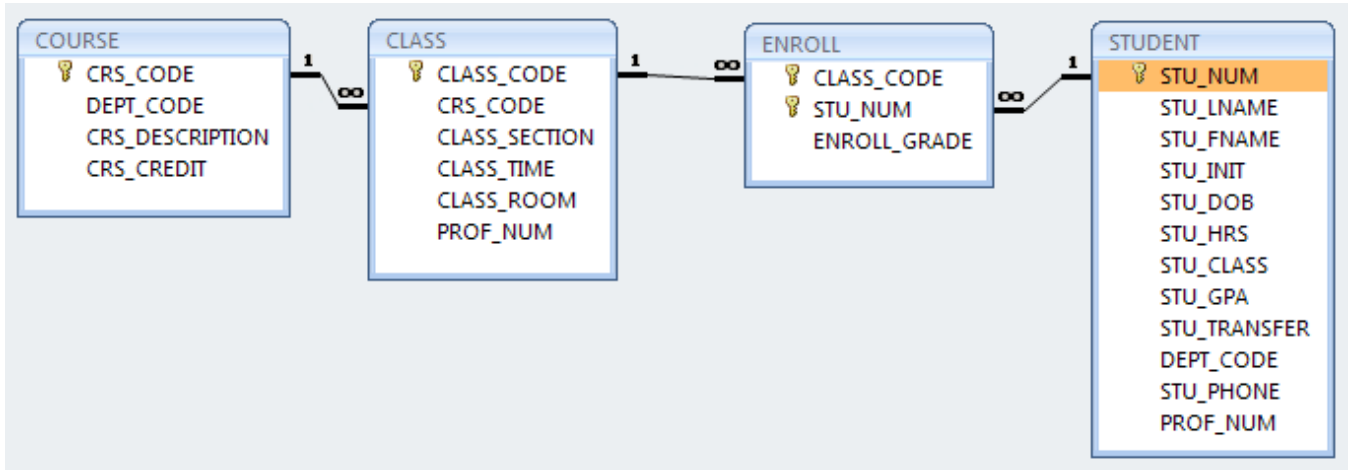 COURSE
CRS_CODE
DEPT_CODE
CRS_DESCRIPTION
CRS_CREDIT
1
∞
CLASS
CLASS_CODE
CRS_CODE
CLASS_SECTION
CLASS_TIME
CLASS_ROOM
PROF_NUM
1
∞
ENROLL
CLASS_CODE
STU_NUM
ENROLL_GRADE
∞
1
STUDENT
STU_NUM
STU_LNAME
STU_FNAME
STU_INIT
STU_DOB
STU_HRS
STU_CLASS
STU_GPA
STU_TRANSFER
DEPT_CODE
STU_PHONE
PROF_NUM